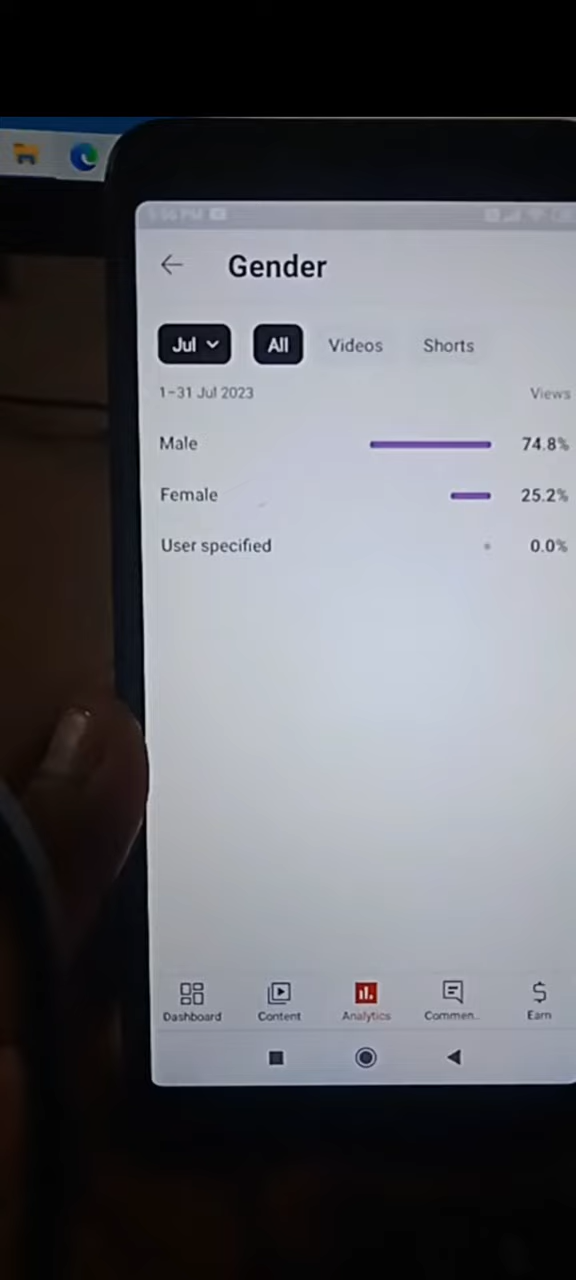 Gender
Jul All Videos Shorts
1-31 Jul 2023 Views
Male 74.8%
Female 25.2%
User specified 0.0%
Dashboard Content Analytics Commen.. Earn